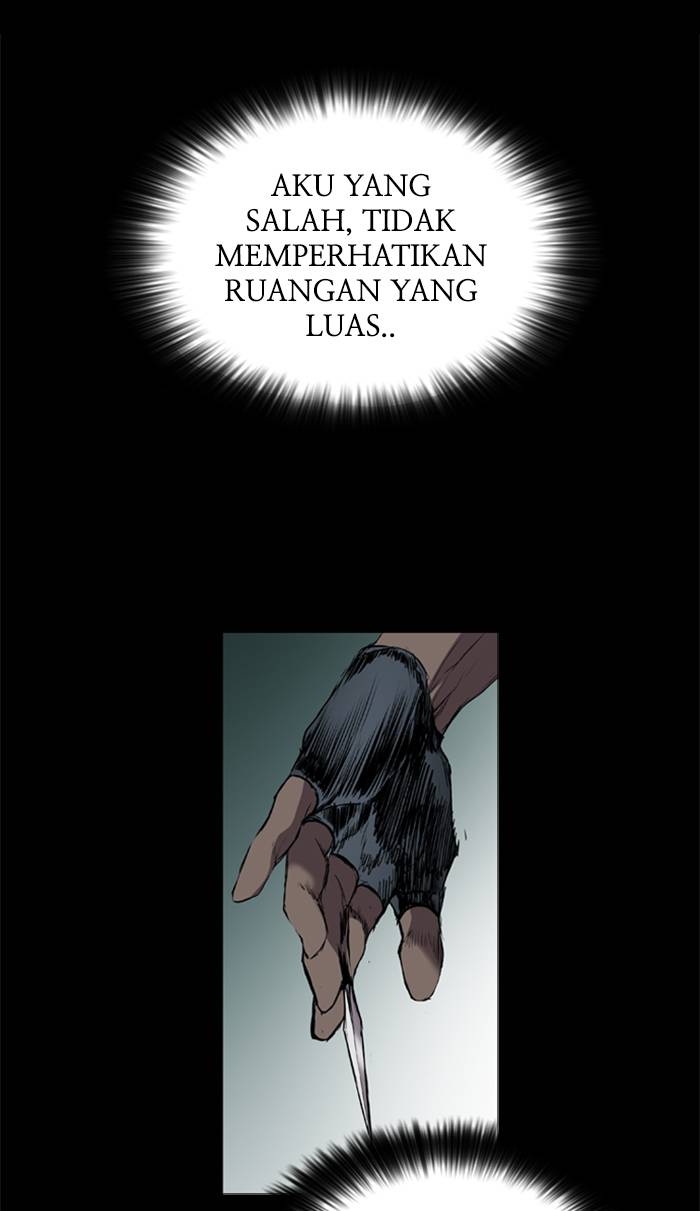 AKU YANG
SALAH, TIDAK
MEMPERHATIKAN
RUANGAN YANG
LUAS..